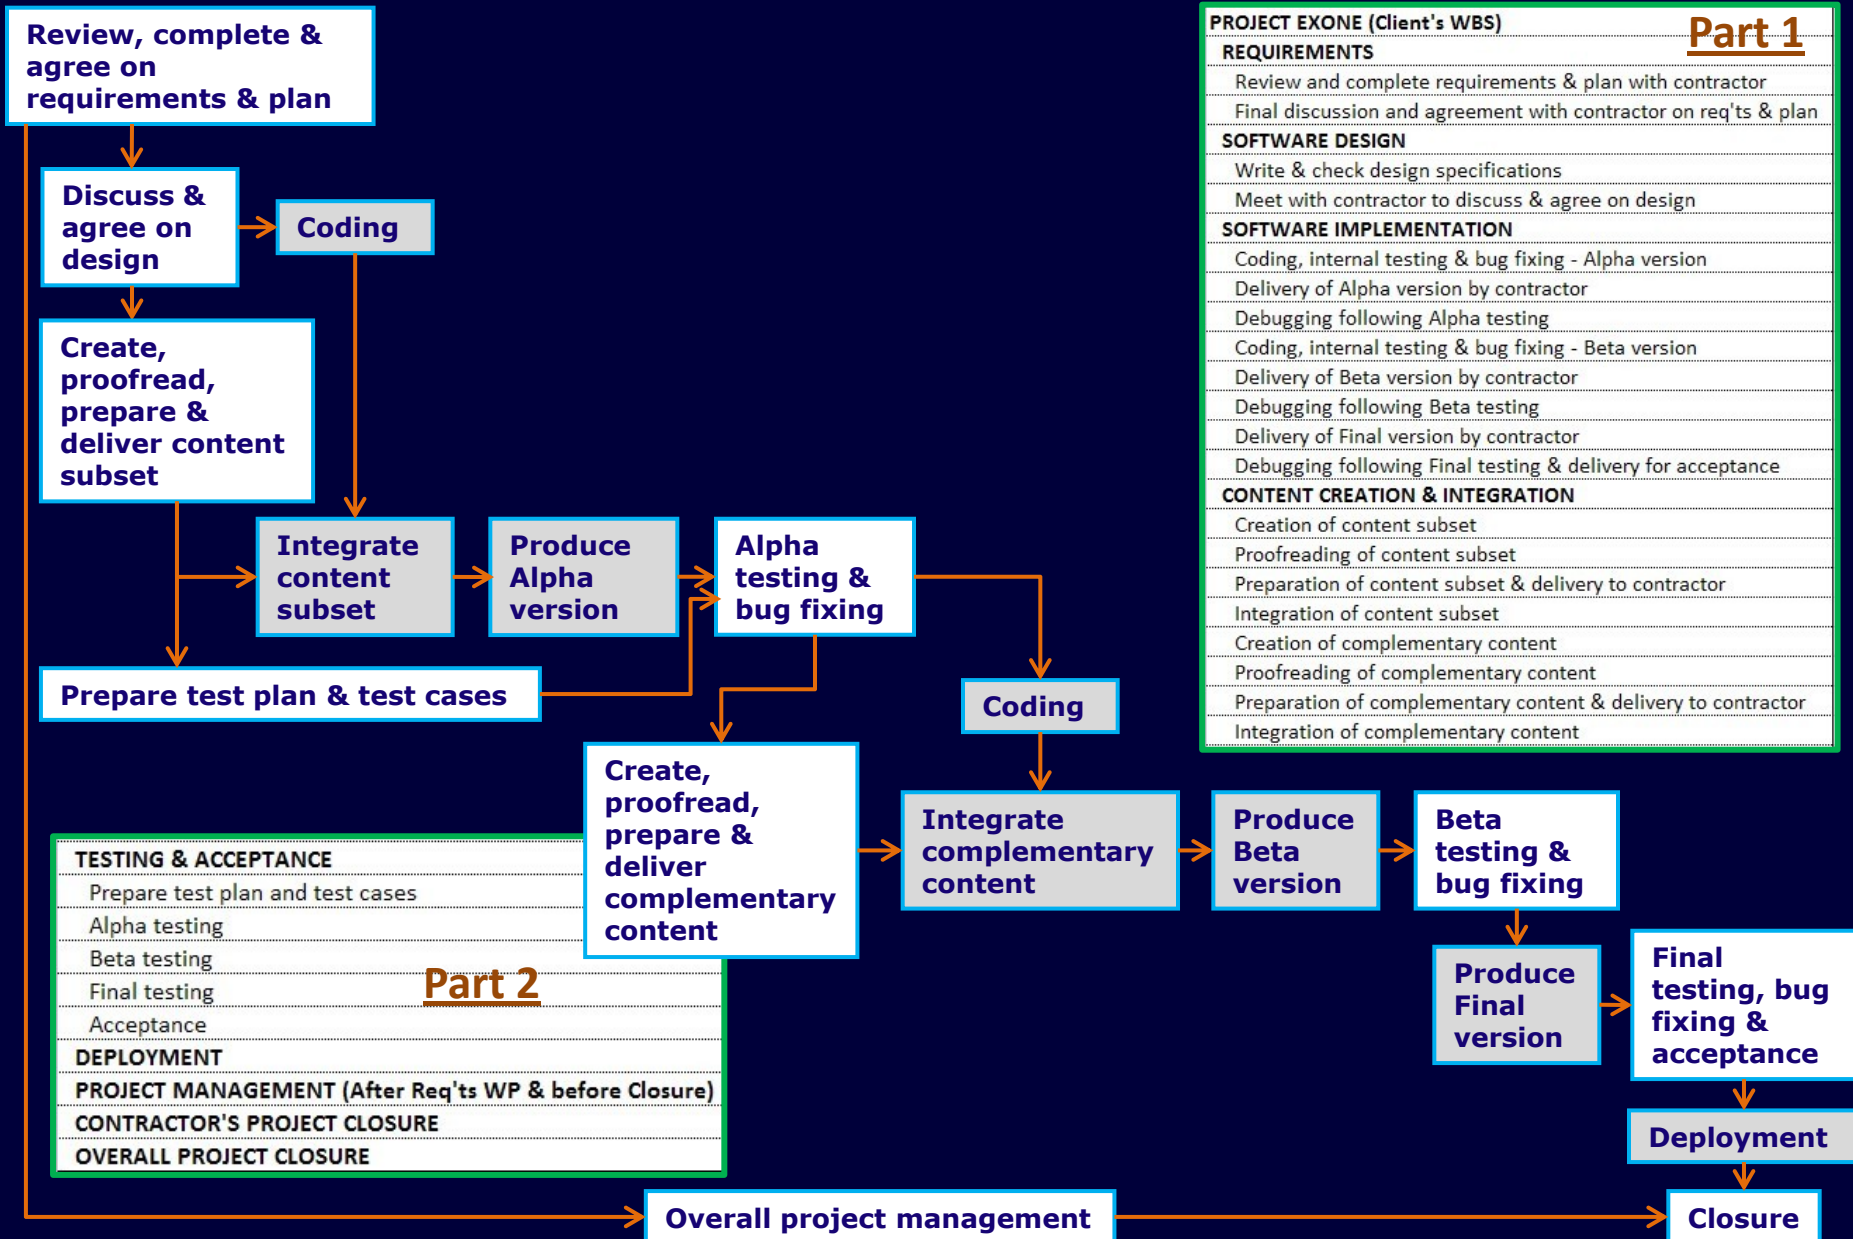 Review, complete &
agree on
requirements & plan
Discuss &
agree on
design
Coding
Create,
proofread,
prepare &
deliver content
subset
Integrate
content
subset
Produce
Alpha
version
Alpha
testing &
bug fixing
Prepare test plan & test cases
Coding
Create,
proofread,
prepare &
deliver
complementary
content
Integrate
complementary
content
Produce
Beta
version
Beta
testing &
bug fixing
Produce
Final
version
Final
testing, bug
fixing &
acceptance
Deployment
Overall project management
Closure
PROJECT EXONE (Client's WBS)
Part 1
REQUIREMENTS
Review and complete requirements & plan with contractor
Final discussion and agreement with contractor on req'ts & plan
SOFTWARE DESIGN
Write & check design specifications
Meet with contractor to discuss & agree on design
SOFTWARE IMPLEMENTATION
Coding, internal testing & bug fixing - Alpha version
Delivery of Alpha version by contractor
Debugging following Alpha testing
Coding, internal testing & bug fixing - Beta version
Delivery of Beta version by contractor
Debugging following Beta testing
Delivery of Final version by contractor
Debugging following Final testing & delivery for acceptance
CONTENT CREATION & INTEGRATION
Creation of content subset
Proofreading of content subset
Preparation of content subset & delivery to contractor
Integration of content subset
Creation of complementary content
Proofreading of complementary content
Preparation of complementary content & delivery to contractor
Integration of complementary content
TESTING & ACCEPTANCE
Prepare test plan and test cases
Alpha testing
Beta testing
Final testing
Part 2
Acceptance
DEPLOYMENT
PROJECT MANAGEMENT (After Req'ts WP & before Closure)
CONTRACTOR'S PROJECT CLOSURE
OVERALL PROJECT CLOSURE